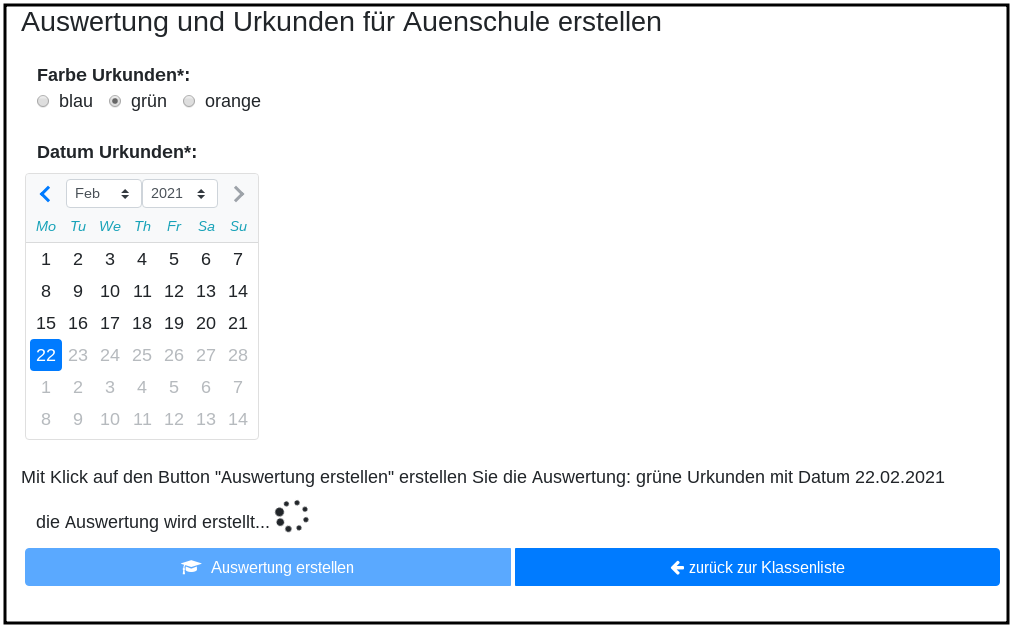 Auswertung und Urkunden für Auenschule erstellen
Farbe Urkunden*:
blau grün orange
Datum Urkunden*:
Feb 2021
Mo Tu We Th Fr Sa Su
1 2 3 4 5 6 7
8 9 10 11 12 13 14
15 16 17 18 19 20 21
22 23 24 25 26 27 28
1 2 3 4 5 6 7
8 9 10 11 12 13 14
Mit Klick auf den Button "Auswertung erstellen" erstellen Sie die Auswertung: grüne Urkunden mit Datum 22.02.2021
die Auswertung wird erstellt...
Auswertung erstellen zurück zur Klassenliste